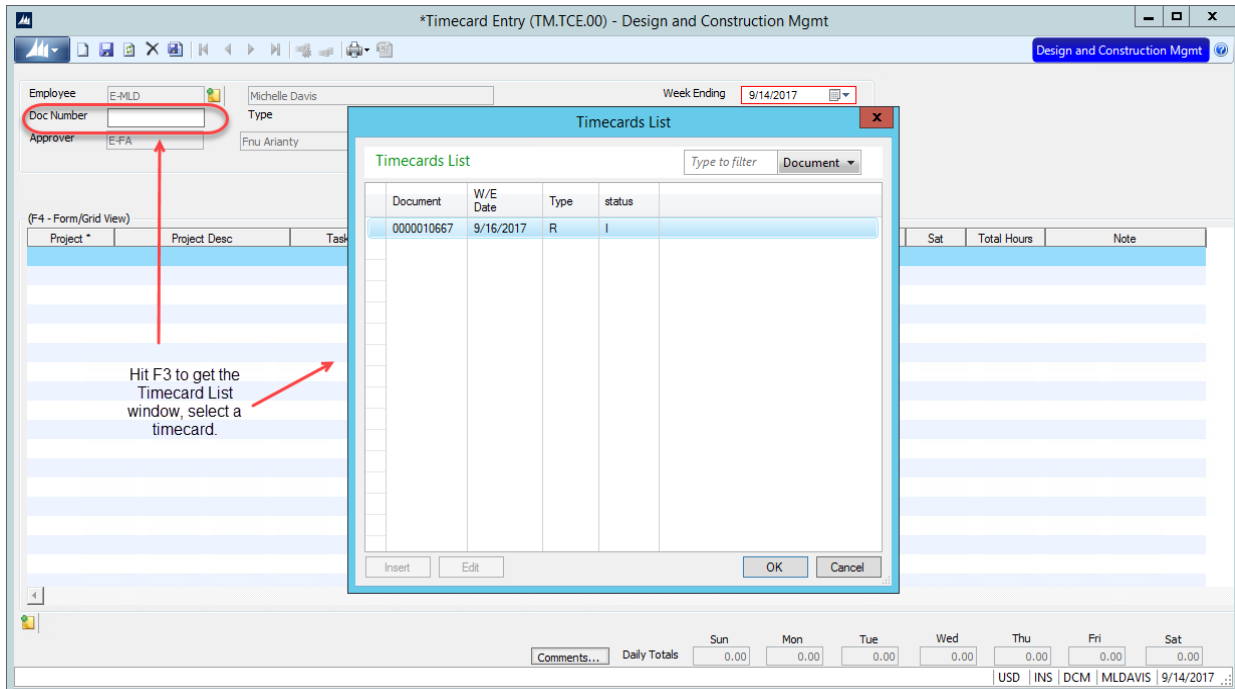 *Timecard Entry (TM.TCE.00) - Design and Construction Mgmt
Design and Construction Mgmt
Employee E-MLD Michelle Davis Week Ending 9/14/2017
Doc Number Type
Approver E-FA Fnu Arianty
Timecards List
Timecards List Type to filter Document
Document W/E Date Type status
0000010667 9/16/2017 R I
(F4 - Form/Grid View)
Project * Project Desc Task Sat Total Hours Note
Hit F3 to get the
Timecard List
window, select a
timecard.
Insert Edit OK Cancel
Sun Mon Tue Wed Thu Fri Sat
Comments... Daily Totals 0.00 0.00 0.00 0.00 0.00 0.00 0.00
USD INS DCM MLDAVIS 9/14/2017